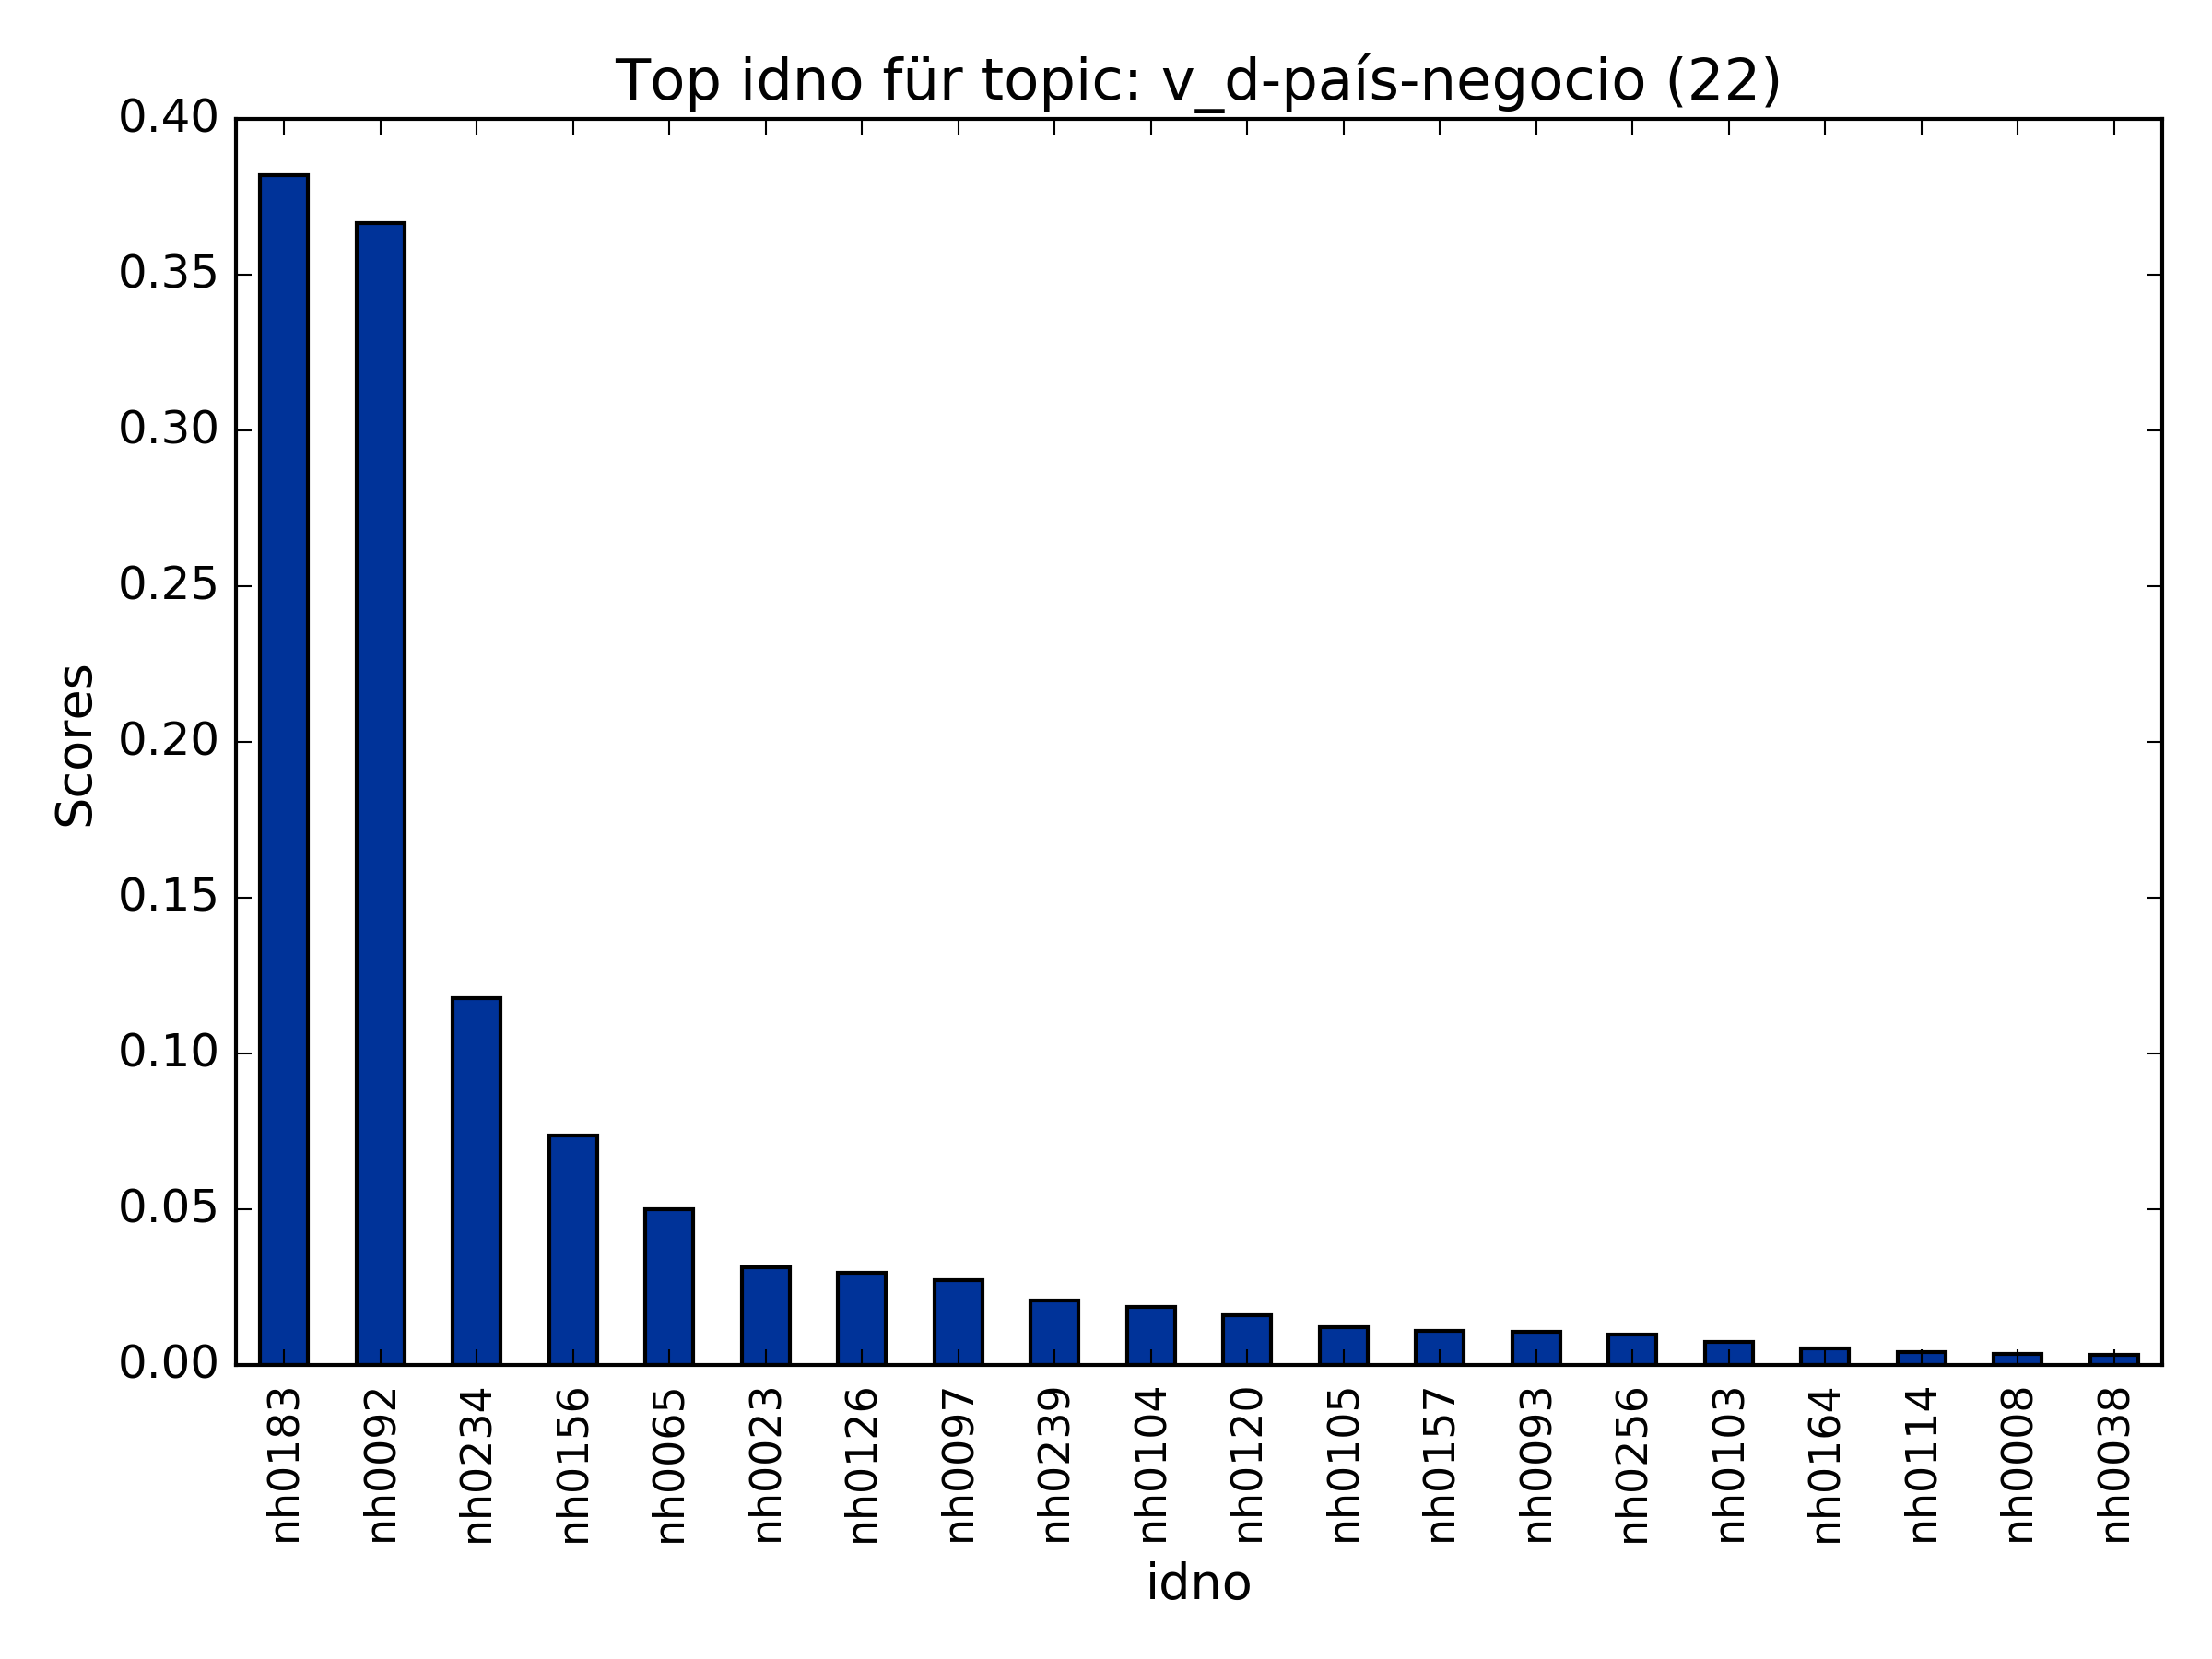 Top idno für topic: v_d-país-negocio (22)
Scores
0.40
0.35
0.30
0.25
0.20
0.15
0.10
0.05
0.00
nh0183
nh0092
nh0234
nh0156
nh0065
nh0023
nh0126
nh0097
nh0239
nh0104
nh0120
nh0105
nh0157
nh0093
nh0256
nh0103
nh0164
nh0114
nh0008
nh0038
idno